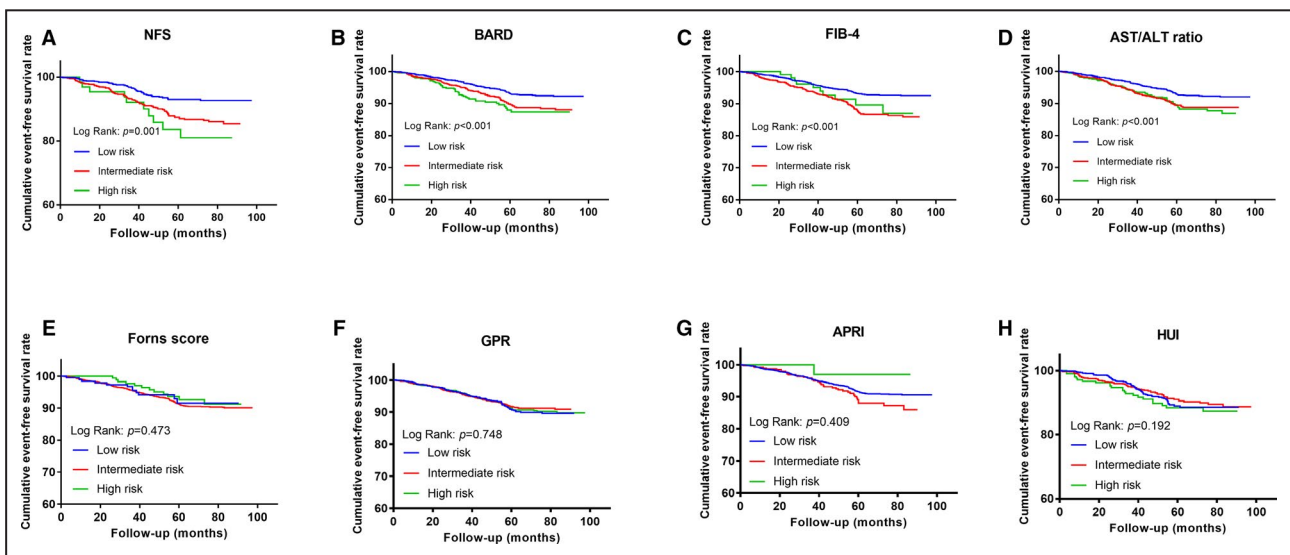 A
NFS
Cumulative event-free survival rate
100
80
60
Log Rank: p=0.001
Low risk
Intermediate risk
High risk
0 20 40 60 80 100
Follow-up (months)
B
BARD
Cumulative event-free survival rate
100
90
80
70
60
Log Rank: p<0.001
Low risk
Intermediate risk
High risk
0 20 40 60 80 100
Follow-up (months)
C
FIB-4
Cumulative event-free survival rate
100
90
80
70
60
Log Rank: p<0.001
Low risk
Intermediate risk
High risk
0 20 40 60 80 100
Follow-up (months)
D
AST/ALT ratio
Cumulative event-free survival rate
100
90
80
70
60
Log Rank: p<0.001
Low risk
Intermediate risk
High risk
0 20 40 60 80 100
Follow-up (months)
E
Forns score
Cumulative event-free survival rate
100
90
80
70
60
Log Rank: p=0.473
Low risk
Intermediate risk
High risk
0 20 40 60 80 100
Follow-up (months)
F
GPR
Cumulative event-free survival rate
100
90
80
70
60
Log Rank: p=0.748
Low risk
Intermediate risk
High risk
0 20 40 60 80 100
Follow-up (months)
G
APRI
Cumulative event-free survival rate
100
90
80
70
60
Log Rank: p=0.409
Low risk
Intermediate risk
High risk
0 20 40 60 80 100
Follow-up (months)
H
HUI
Cumulative event-free survival rate
100
80
60
Log Rank: p=0.192
Low risk
Intermediate risk
High risk
0 20 40 60 80 100
Follow-up (months)